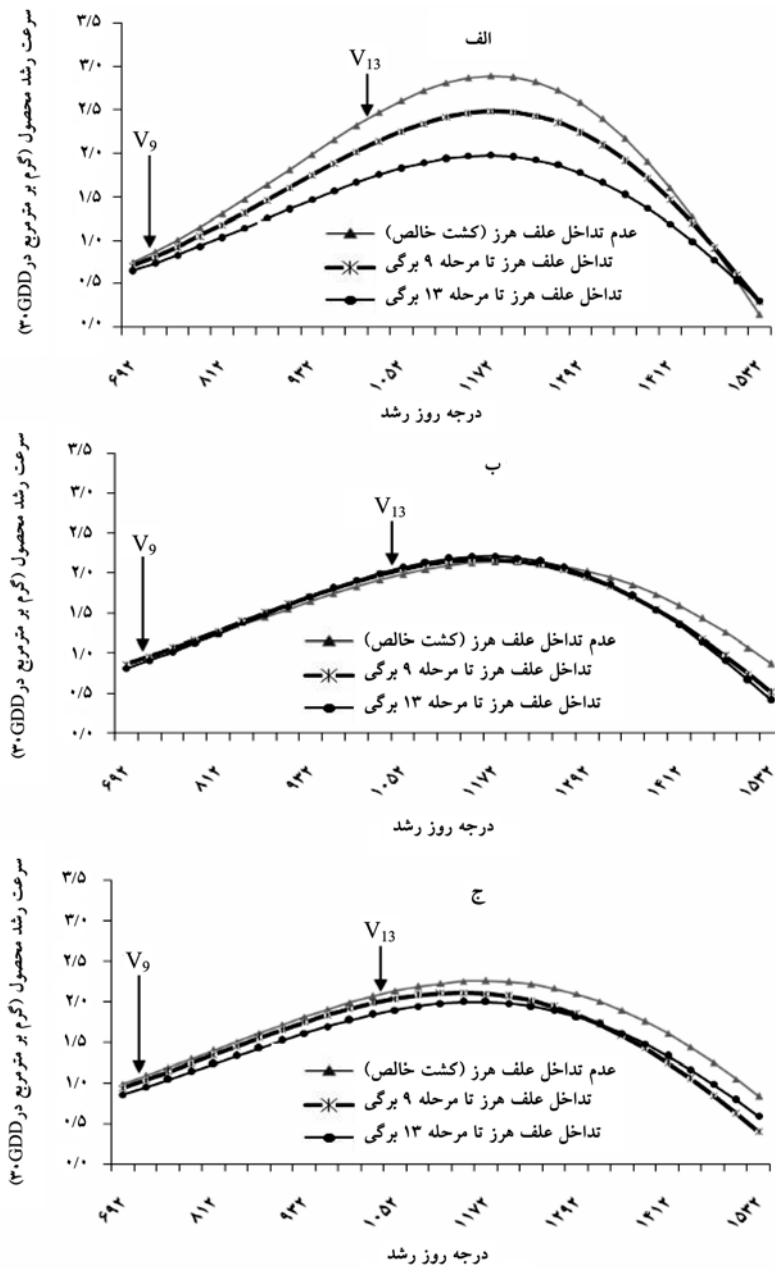 الف
سرعت رشد محصول (گرم بر مترمربع در ۳۰GDD)
۳/۵
۳/۰
۲/۵
۲/۰
۱/۵
۱/۰
۰/۵
۰/۰
V9
V13
عدم تداخل علف هرز (کشت خالص)
تداخل علف هرز تا مرحله ۹ برگی
تداخل علف هرز تا مرحله ۱۳ برگی
۶۹۲ ۸۱۲ ۹۳۲ ۱۰۵۲ ۱۱۷۲ ۱۲۹۲ ۱۴۱۲ ۱۵۳۲
درجه روز رشد
ب
سرعت رشد محصول (گرم بر مترمربع در ۳۰GDD)
۳/۵
۳/۰
۲/۵
۲/۰
۱/۵
۱/۰
۰/۵
۰/۰
V9
V13
عدم تداخل علف هرز (کشت خالص)
تداخل علف هرز تا مرحله ۹ برگی
تداخل علف هرز تا مرحله ۱۳ برگی
۶۹۲ ۸۱۲ ۹۳۲ ۱۰۵۲ ۱۱۷۲ ۱۲۹۲ ۱۴۱۲ ۱۵۳۲
درجه روز رشد
ج
سرعت رشد محصول (گرم بر مترمربع در ۳۰GDD)
۳/۵
۳/۰
۲/۵
۲/۰
۱/۵
۱/۰
۰/۵
۰/۰
V9
V13
عدم تداخل علف هرز (کشت خالص)
تداخل علف هرز تا مرحله ۹ برگی
تداخل علف هرز تا مرحله ۱۳ برگی
۶۹۲ ۸۱۲ ۹۳۲ ۱۰۵۲ ۱۱۷۲ ۱۲۹۲ ۱۴۱۲ ۱۵۳۲
درجه روز رشد